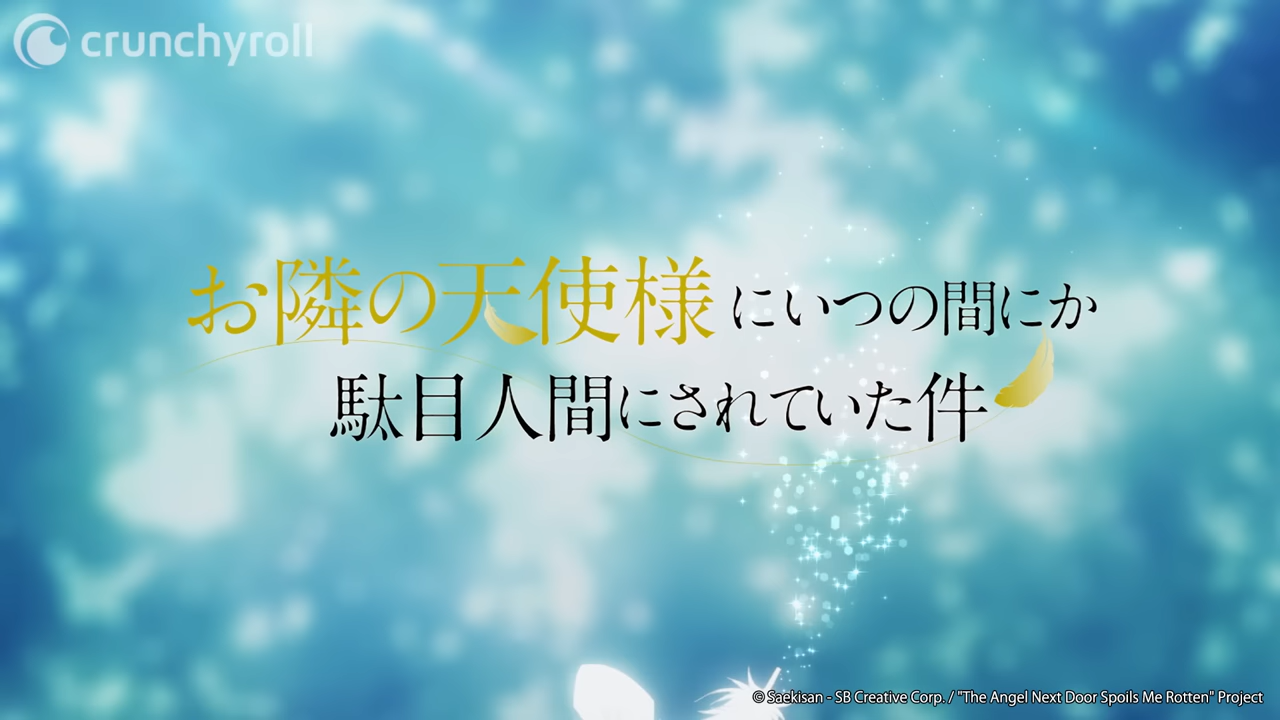 crunchyroll
お隣の天使様にいつの間にか
駄目人間にされていた件
© Saekisan - SB Creative Corp. / "The Angel Next Door Spoils Me Rotten" Project